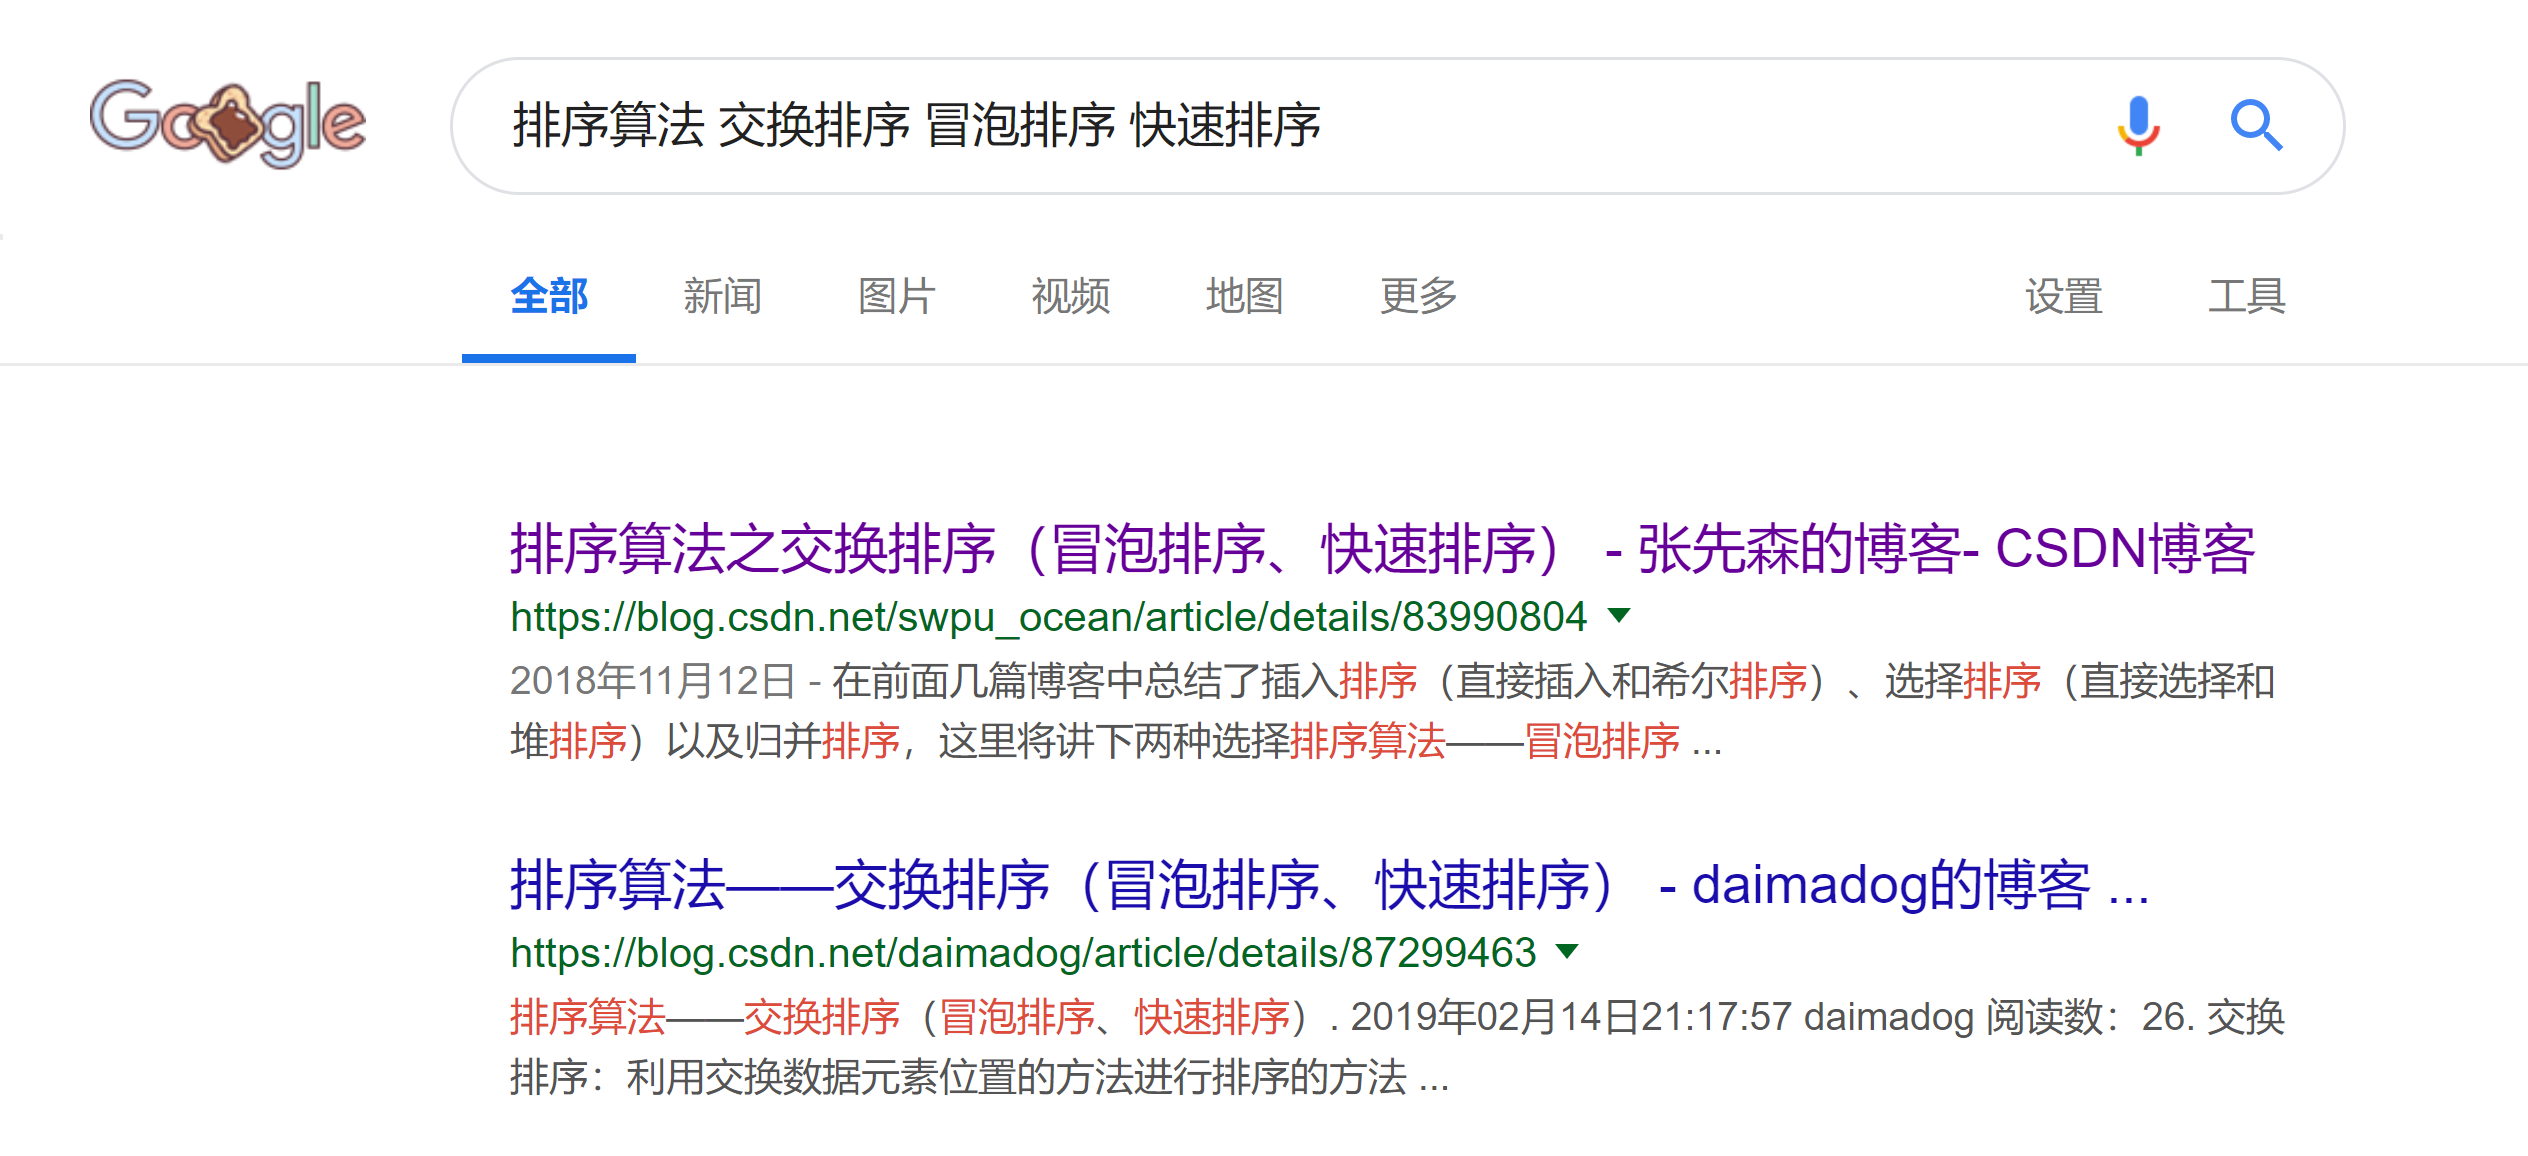 Google
排序算法 交换排序 冒泡排序 快速排序
全部 新闻 图片 视频 地图 更多 设置 工具
排序算法之交换排序（冒泡排序、快速排序） - 张先森的博客- CSDN博客
https://blog.csdn.net/swpu_ocean/article/details/83990804
2018年11月12日 - 在前面几篇博客中总结了插入排序（直接插入和希尔排序）、选择排序（直接选择和
堆排序）以及归并排序，这里将讲下两种选择排序算法——冒泡排序 ...
排序算法——交换排序（冒泡排序、快速排序） - daimadog的博客 ...
https://blog.csdn.net/daimadog/article/details/87299463
排序算法——交换排序（冒泡排序、快速排序）. 2019年02月14日21:17:57 daimadog 阅读数：26. 交换
排序：利用交换数据元素位置的方法进行排序的方法 ...